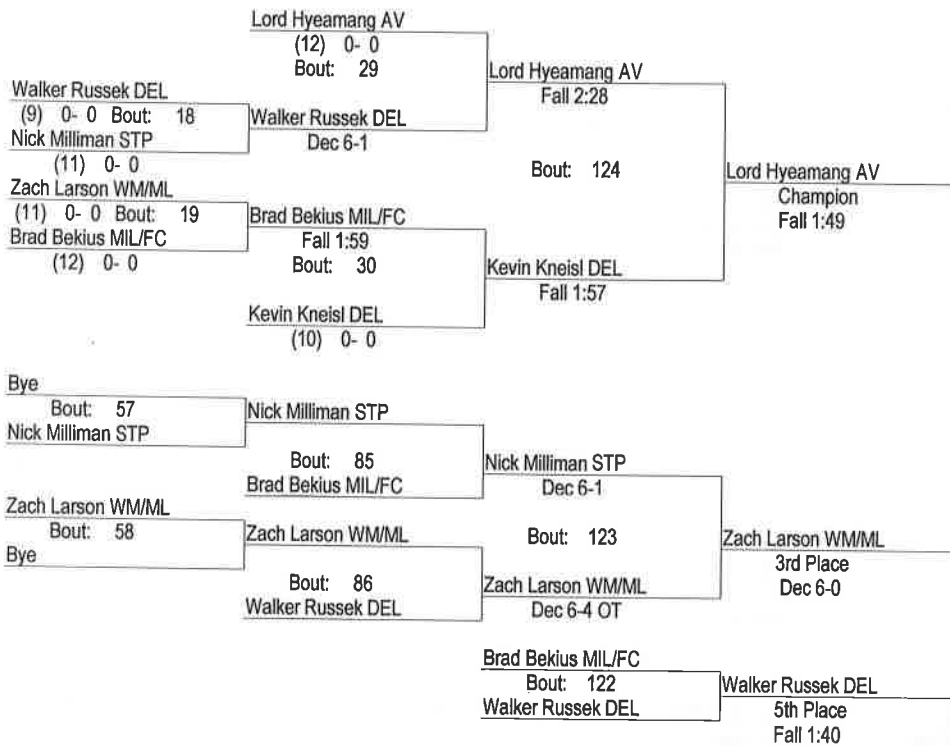 Lord Hyeamang AV
(12) 0- 0
Bout: 29
Lord Hyeamang AV
Fall 2:28
Walker Russek DEL
(9) 0- 0 Bout: 18
Walker Russek DEL
Dec 6-1
Nick Milliman STP
(11) 0- 0
Bout: 124
Lord Hyeamang AV
Champion
Fall 1:49
Zach Larson WM/ML
(11) 0- 0 Bout: 19
Brad Bekius MIL/FC
Fall 1:59
Bout: 30
Brad Bekius MIL/FC
(12) 0- 0
Kevin Kneisl DEL
Fall 1:57
Kevin Kneisl DEL
(10) 0- 0
Bye
Bout: 57
Nick Milliman STP
Nick Milliman STP
Bout: 85
Brad Bekius MIL/FC
Nick Milliman STP
Dec 6-1
Zach Larson WM/ML
Bout: 58
Bye
Zach Larson WM/ML
Bout: 86
Walker Russek DEL
Bout: 123
Zach Larson WM/ML
Dec 6-4 OT
Zach Larson WM/ML
3rd Place
Dec 6-0
Brad Bekius MIL/FC
Bout: 122
Walker Russek DEL
Walker Russek DEL
5th Place
Fall 1:40